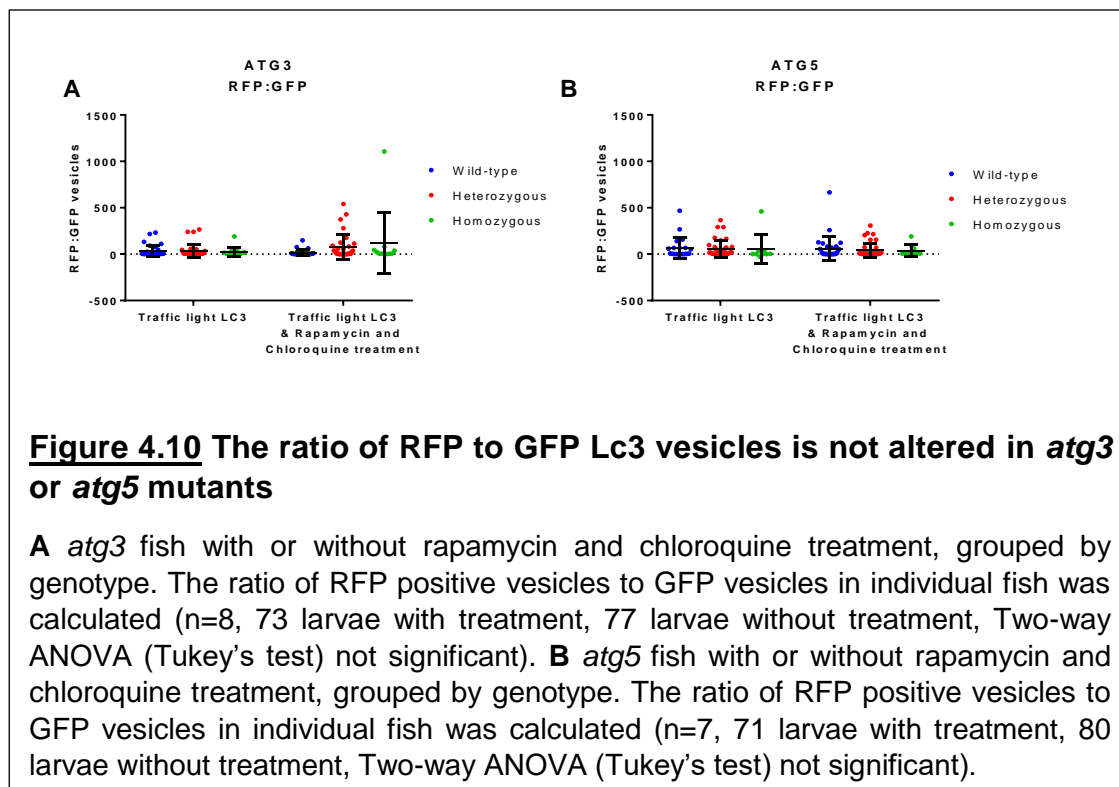 A
ATG3
RFP:GFP
RFP:GFP vesicles
1500
1000
500
0
-500
Traffic light LC3
Traffic light LC3
& Rapamycin and
Chloroquine treatment
Wild-type
Heterozygous
Homozygous
B
ATG5
RFP:GFP
RFP:GFP vesicles
1500
1000
500
0
-500
Traffic light LC3
Traffic light LC3
& Rapamycin and
Chloroquine treatment
Wild-type
Heterozygous
Homozygous
Figure 4.10 The ratio of RFP to GFP Lc3 vesicles is not altered in atg3
or atg5 mutants
A atg3 fish with or without rapamycin and chloroquine treatment, grouped by
genotype. The ratio of RFP positive vesicles to GFP vesicles in individual fish was
calculated (n=8, 73 larvae with treatment, 77 larvae without treatment, Two-way
ANOVA (Tukey's test) not significant). B atg5 fish with or without rapamycin and
chloroquine treatment, grouped by genotype. The ratio of RFP positive vesicles to
GFP vesicles in individual fish was calculated (n=7, 71 larvae with treatment, 80
larvae without treatment, Two-way ANOVA (Tukey's test) not significant).